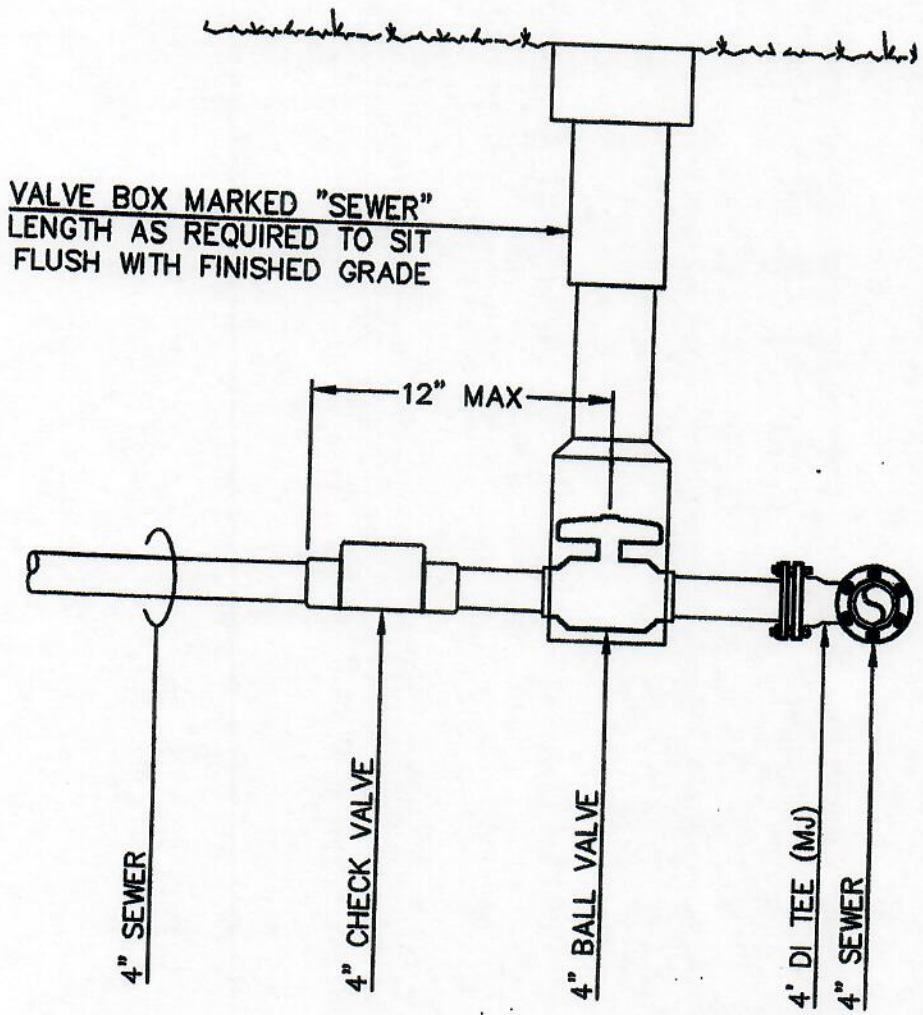 VALVE BOX MARKED "SEWER"
LENGTH AS REQUIRED TO SIT
FLUSH WITH FINISHED GRADE
12" MAX
4" SEWER
4" CHECK VALVE
4" BALL VALVE
4' DI TEE (MJ)
4" SEWER
S